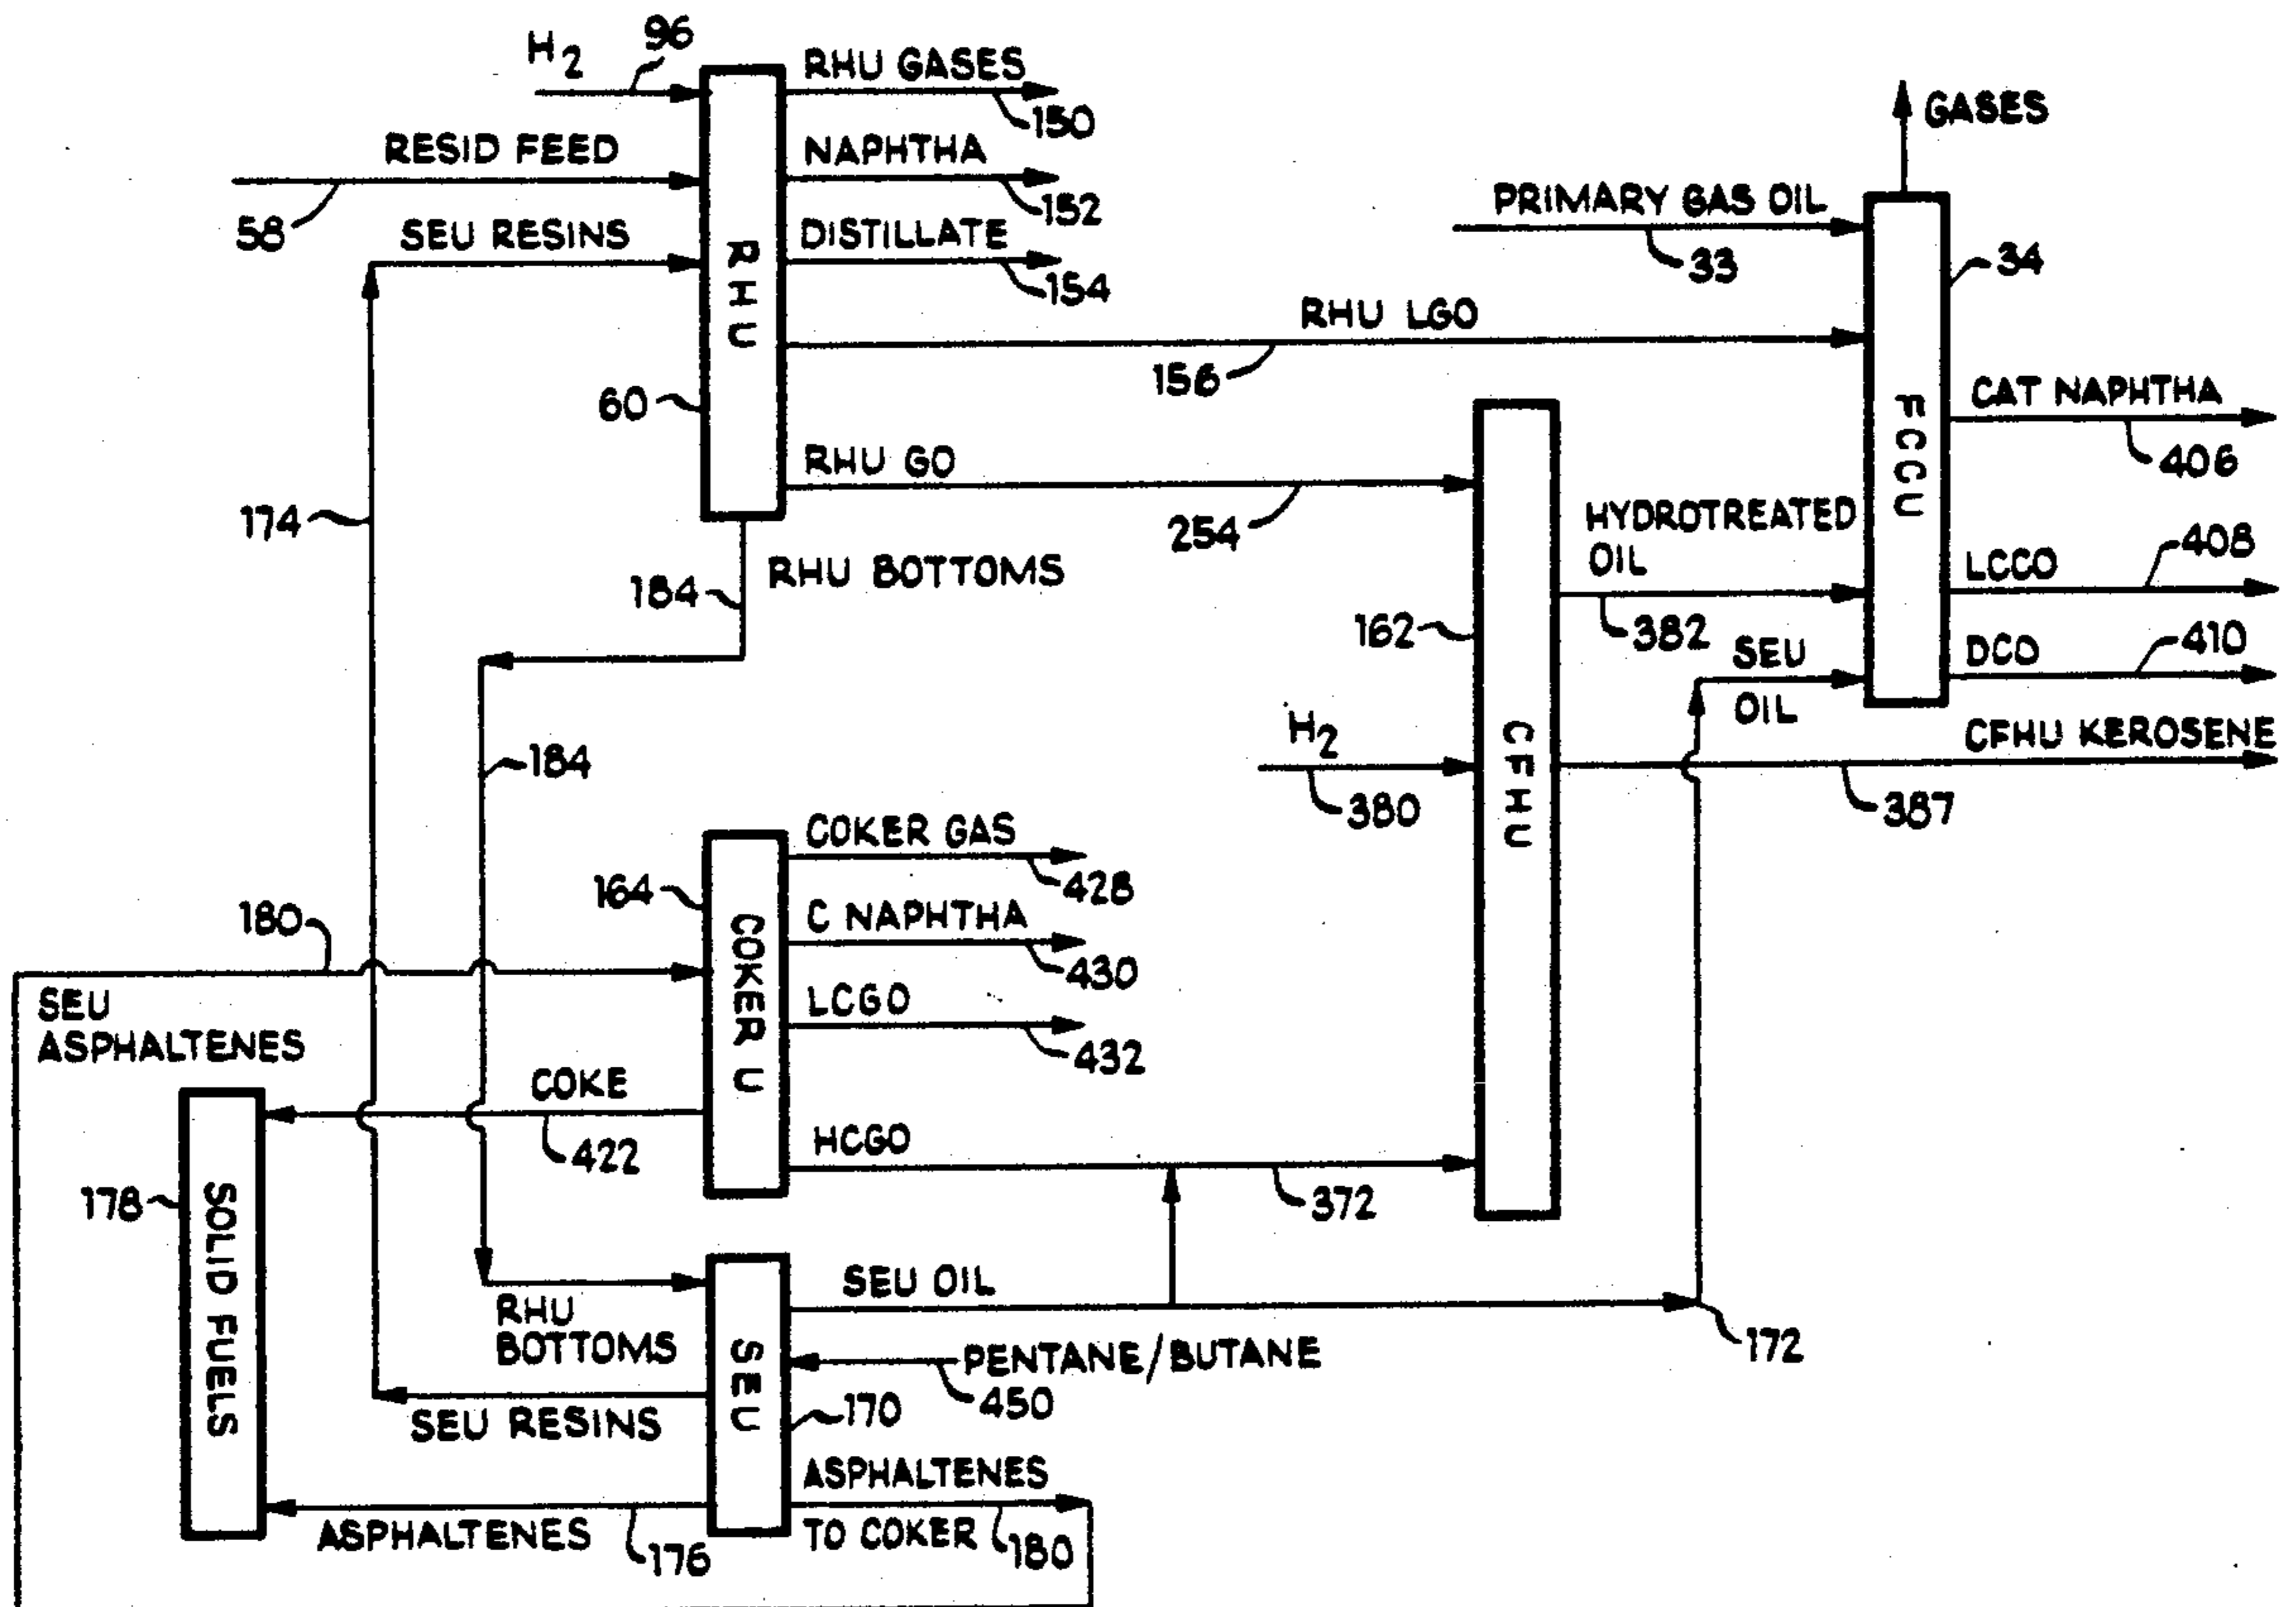 H2
96
RHU GASES
150
RESID FEED
58
NAPHTHA
152
SEU RESINS
DISTILLATE
154
RHU
60
GASES
PRIMARY GAS OIL
33
34
RHU LGO
156
FCCU
CAT NAPHTHA
406
RHU GO
254
174
184
RHU BOTTOMS
HYDROTREATED
OIL
382
162
LCCO
408
SEU
OIL
DCO
410
184
H2
380
CFHU
CFHU KEROSENE
387
COKER GAS
428
164
C NAPHTHA
430
COKER U
180
SEU
ASPHALTENES
LCGO
432
COKE
422
HCGO
372
178
SOLID FUELS
RHU
BOTTOMS
SEU OIL
172
SEU
PENTANE/BUTANE
450
170
SEU RESINS
ASPHALTENES
176
ASPHALTENES
TO COKER
180